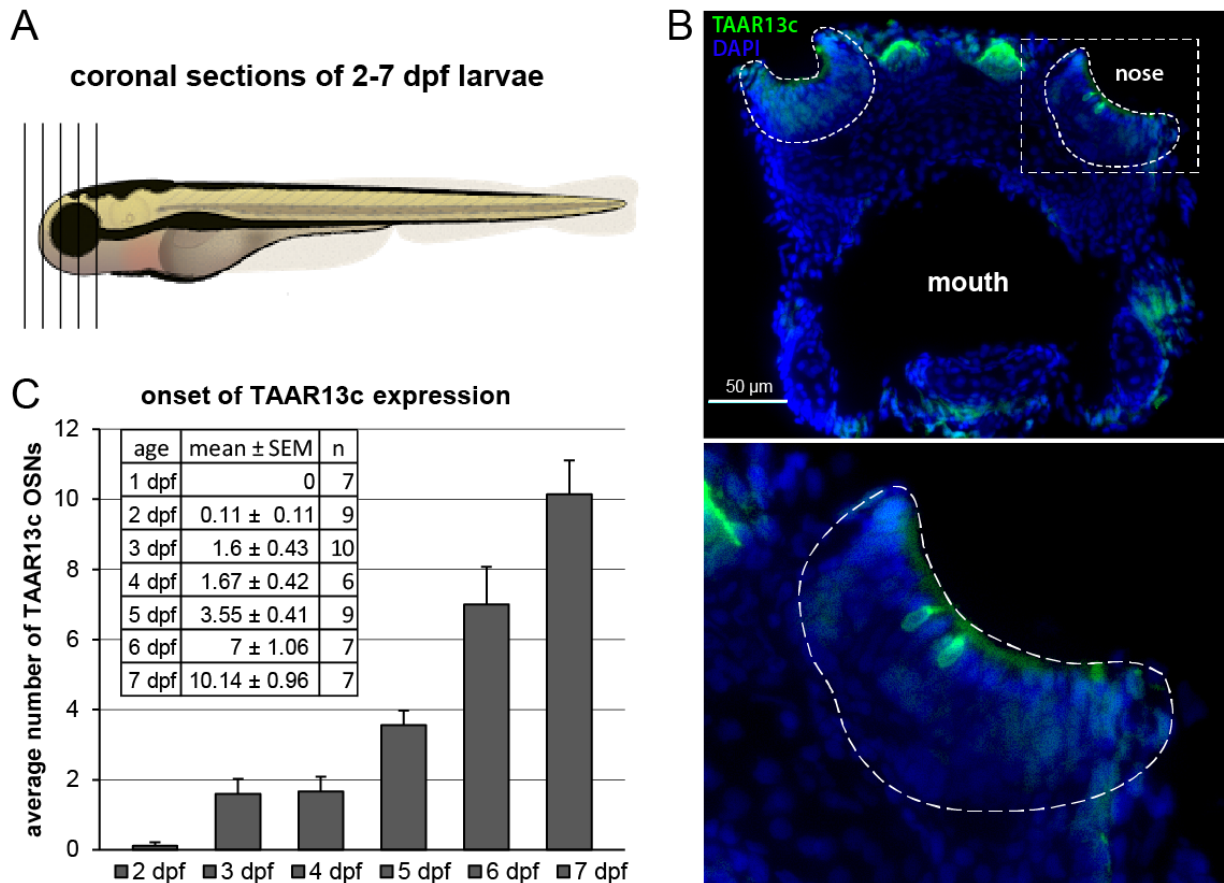 A
coronal sections of 2-7 dpf larvae
B
TAAR13c
DAPI
nose
mouth
50 µm
C
onset of TAAR13c expression
average number of TAAR13c OSNs
12
10
8
6
4
2
0
age mean ± SEM n
1 dpf 0 7
2 dpf 0.11 ± 0.11 9
3 dpf 1.6 ± 0.43 10
4 dpf 1.67 ± 0.42 6
5 dpf 3.55 ± 0.41 9
6 dpf 7 ± 1.06 7
7 dpf 10.14 ± 0.96 7
2 dpf 3 dpf 4 dpf 5 dpf 6 dpf 7 dpf